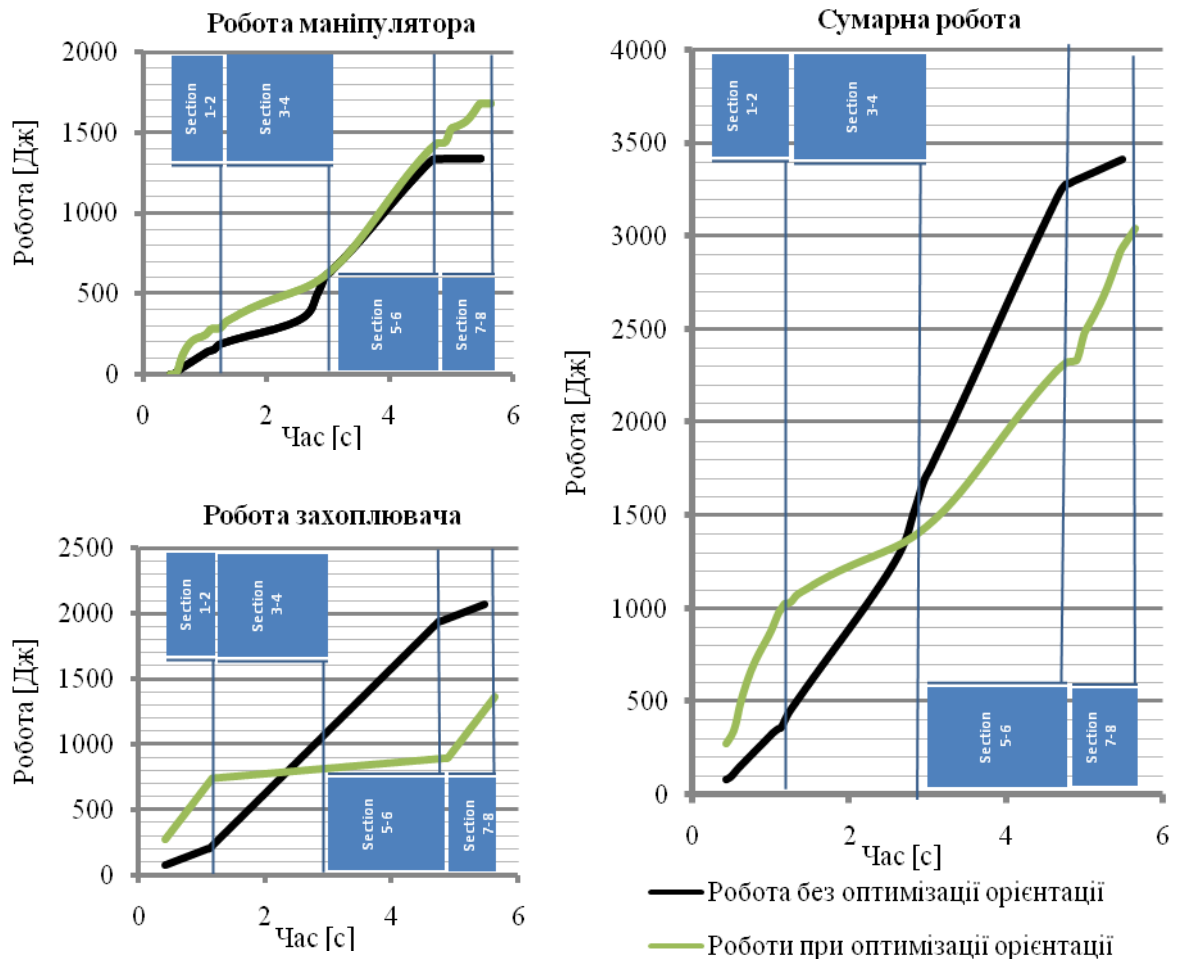 Робота маніпулятора
2000
1500
1000
500
0
Робота [Дж]
Section
1-2
Section
3-4
Section
5-6
Section
7-8
0 2 4 6
Час [с]
Робота захоплювача
2500
2000
1500
1000
500
0
Робота [Дж]
Section
1-2
Section
3-4
Section
5-6
Section
7-8
0 2 4 6
Час [с]
Сумарна робота
4000
3500
3000
2500
2000
1500
1000
500
0
Робота [Дж]
Section
1-2
Section
3-4
Section
5-6
Section
7-8
0 2 4 6
Час [с]
Робота без оптимізації орієнтації
Роботи при оптимізації орієнтації